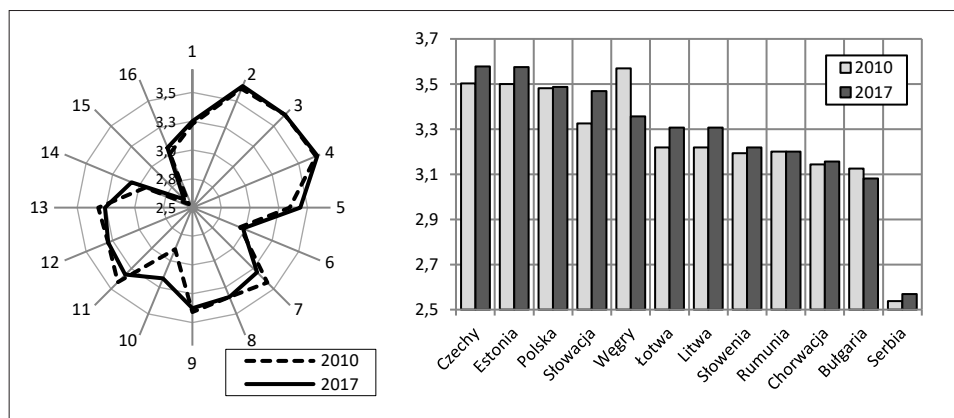 1
2
3
4
5
6
7
8
9
10
11
12
13
14
15
16
3,5
3,3
3,0
2,8
2,5
2010
2017
3,7
3,5
3,3
3,1
2,9
2,7
2,5
2010
2017
Czechy
Estonia
Polska
Słowacja
Węgry
Łotwa
Litwa
Słowenia
Rumunia
Chorwacja
Bułgaria
Serbia